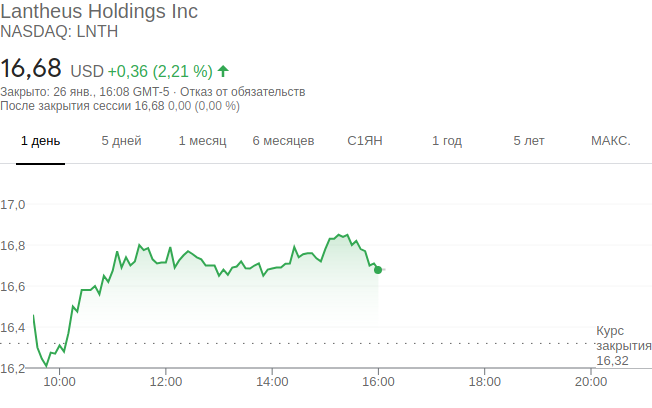 Lantheus Holdings Inc
NASDAQ: LNTH
16,68 USD +0,36 (2,21 %)
Закрыто: 26 янв., 16:08 GMT-5 · Отказ от обязательств
После закрытия сессии 16,68 0,00 (0,00 %)
1 день 5 дней 1 месяц 6 месяцев С1ЯН 1 год 5 лет МАКС.
17,0
16,8
16,6
16,4
Курс
закрытия
16,32
16,2
10:00 12:00 14:00 16:00 18:00 20:00